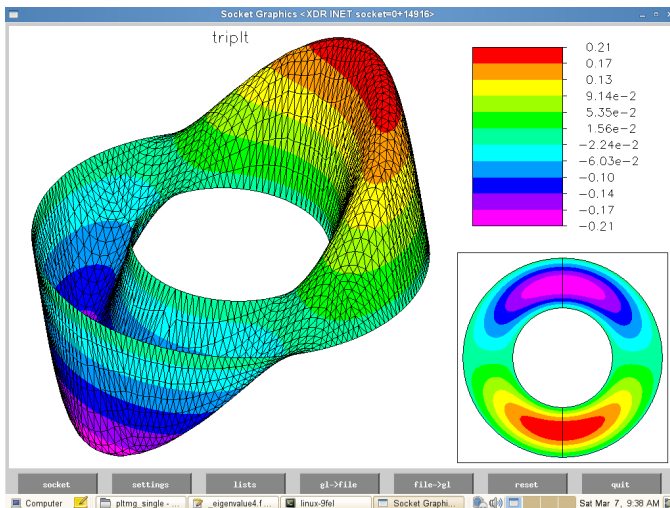 Socket Graphics <XDR INET socket=0+14916>
triplt
0.21
0.17
0.13
9.14e-2
5.35e-2
1.56e-2
-2.24e-2
-6.03e-2
-0.10
-0.14
-0.17
-0.21
socket settings lists gl->file file->gl reset quit
Computer pltmg_single - ... _eigenvalue4.f... linux-9fel Socket Graphi... Sat Mar 7, 9:38 AM